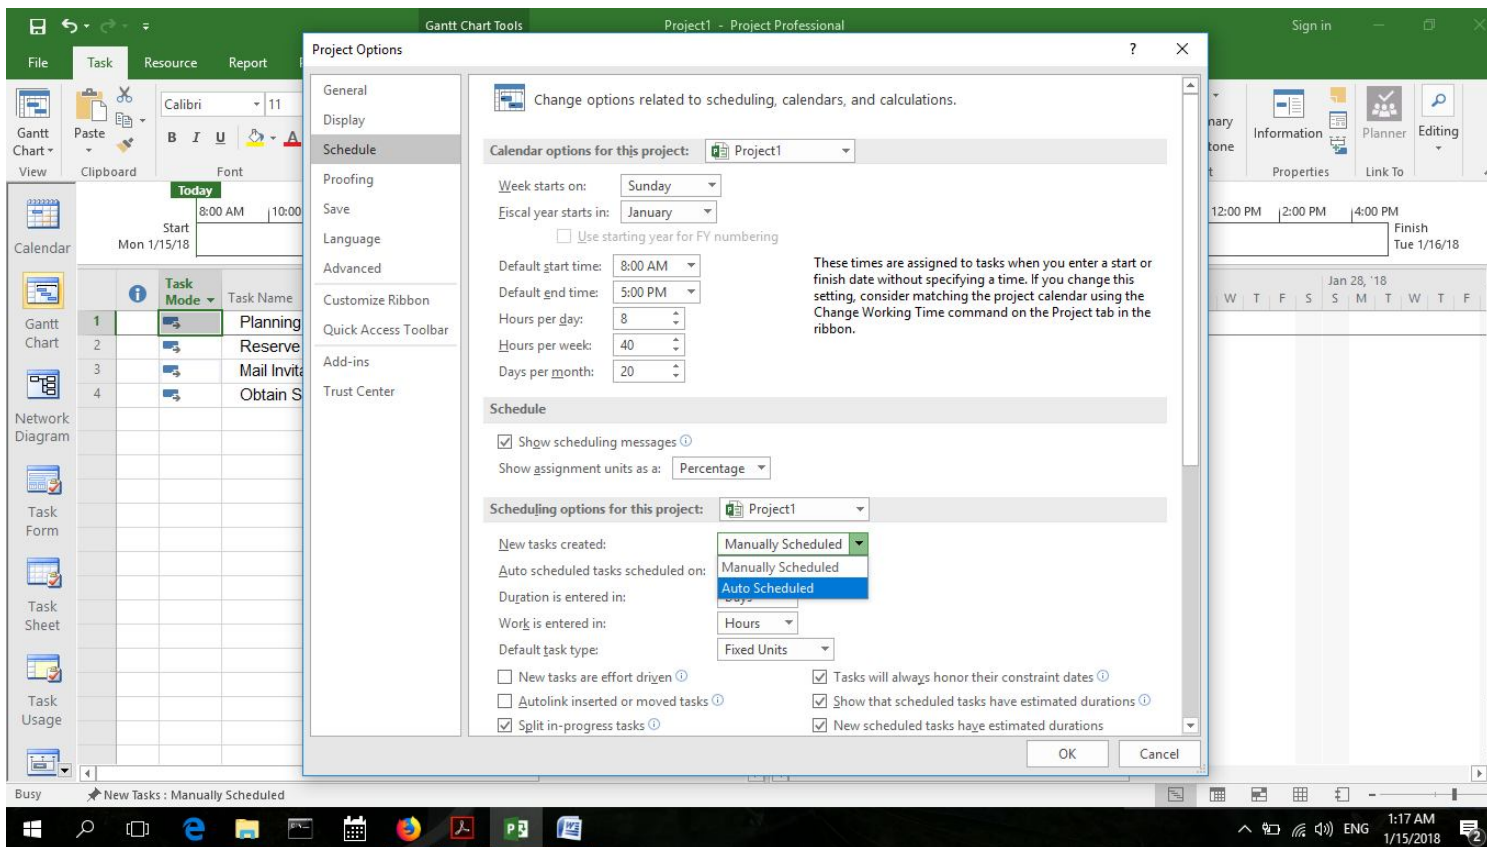 Gantt Chart Tools
Project1 - Project Professional
Sign in
File
Task
Resource
Report
Gantt
Chart
View
Paste
Clipboard
Calibri
11
B I U
A
Font
Information
Properties
Planner
Link To
Editing
Today
8:00 AM
10:00
Start
Mon 1/15/18
12:00 PM
2:00 PM
4:00 PM
Finish
Tue 1/16/18
Calendar
Gantt
Chart
Network
Diagram
Task
Form
Task
Sheet
Task
Usage
Task
Mode
Task Name
1 Planning
2 Reserve
3 Mail
4 Obtain S
Jan 28, '18
W T F S S M T W T F
Project Options
?
General
Display
Schedule
Proofing
Save
Language
Advanced
Customize Ribbon
Quick Access Toolbar
Add-ins
Trust Center
Change options related to scheduling, calendars, and calculations.
Calendar options for this project: Project1
Week starts on: Sunday
Fiscal year starts in: January
Use starting year for FY numbering
Default start time: 8:00 AM
Default end time: 5:00 PM
Hours per day: 8
Hours per week: 40
Days per month: 20
These times are assigned to tasks when you enter a start or
finish date without specifying a time. If you change this
setting, consider matching the project calendar using the
Change Working Time command on the Project tab in the
ribbon.
Schedule
Show scheduling messages
Show assignment units as a: Percentage
Scheduling options for this project: Project1
New tasks created: Manually Scheduled
Manually Scheduled
Auto Scheduled
Auto scheduled tasks scheduled on:
Duration is entered in:
Work is entered in: Hours
Default task type: Fixed Units
New tasks are effort driven
Tasks will always honor their constraint dates
Autolink inserted or moved tasks
Show that scheduled tasks have estimated durations
Split in-progress tasks
New scheduled tasks have estimated durations
OK
Cancel
Busy
New Tasks : Manually Scheduled
ENG
1:17 AM
1/15/2018
2